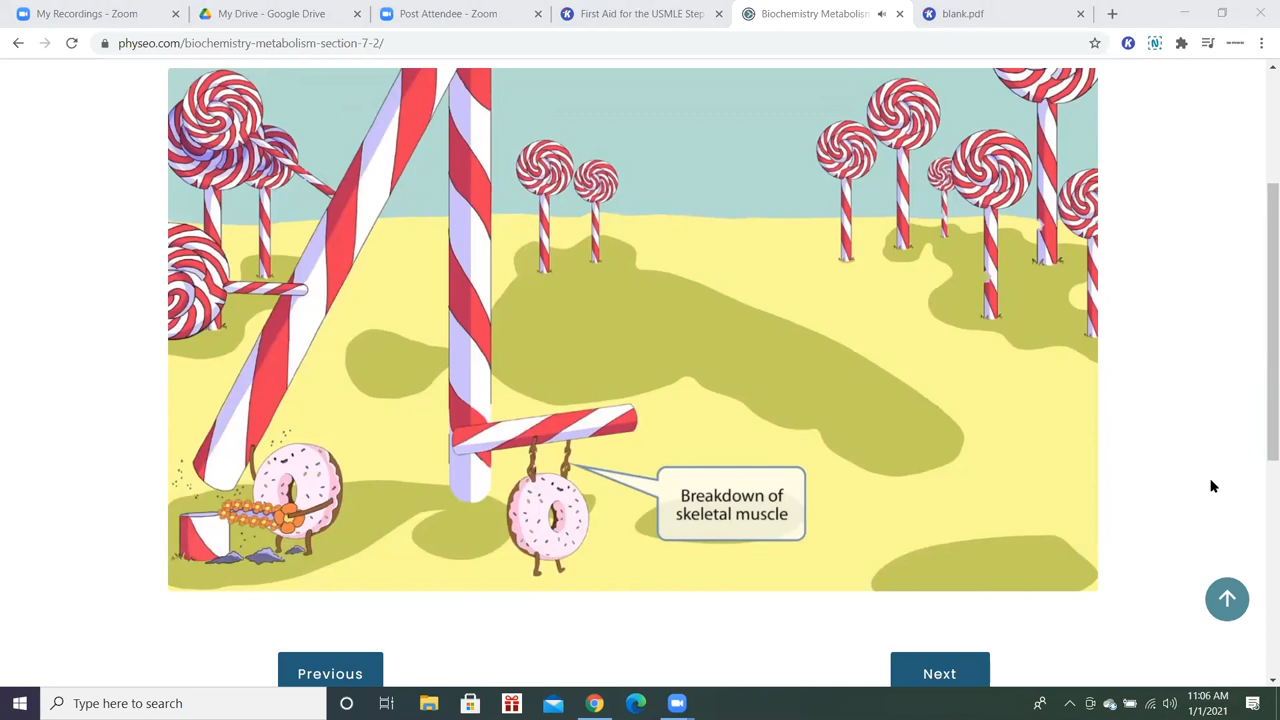 My Recordings - Zoom
My Drive - Google Drive
Post Attendee - Zoom
First Aid for the USMLE Step
Biochemistry Metabolism
blank.pdf
physeo.com/biochemistry-metabolism-section-7-2/
Breakdown of
skeletal muscle
Previous
Next
Type here to search
11:06 AM
1/1/2021